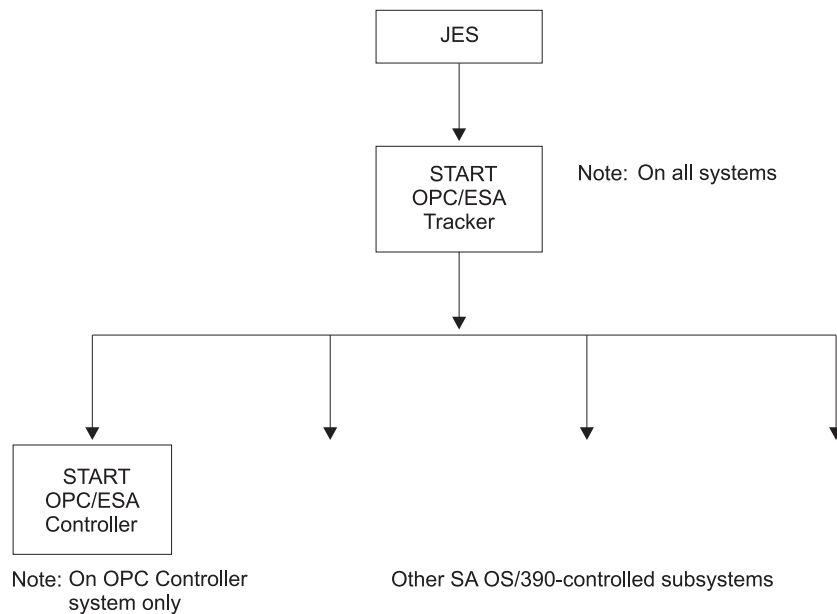 JES
START
OPC/ESA
Tracker
Note: On all systems
START
OPC/ESA
Controller
Note: On OPC Controller
system only
Other SA OS/390-controlled subsystems